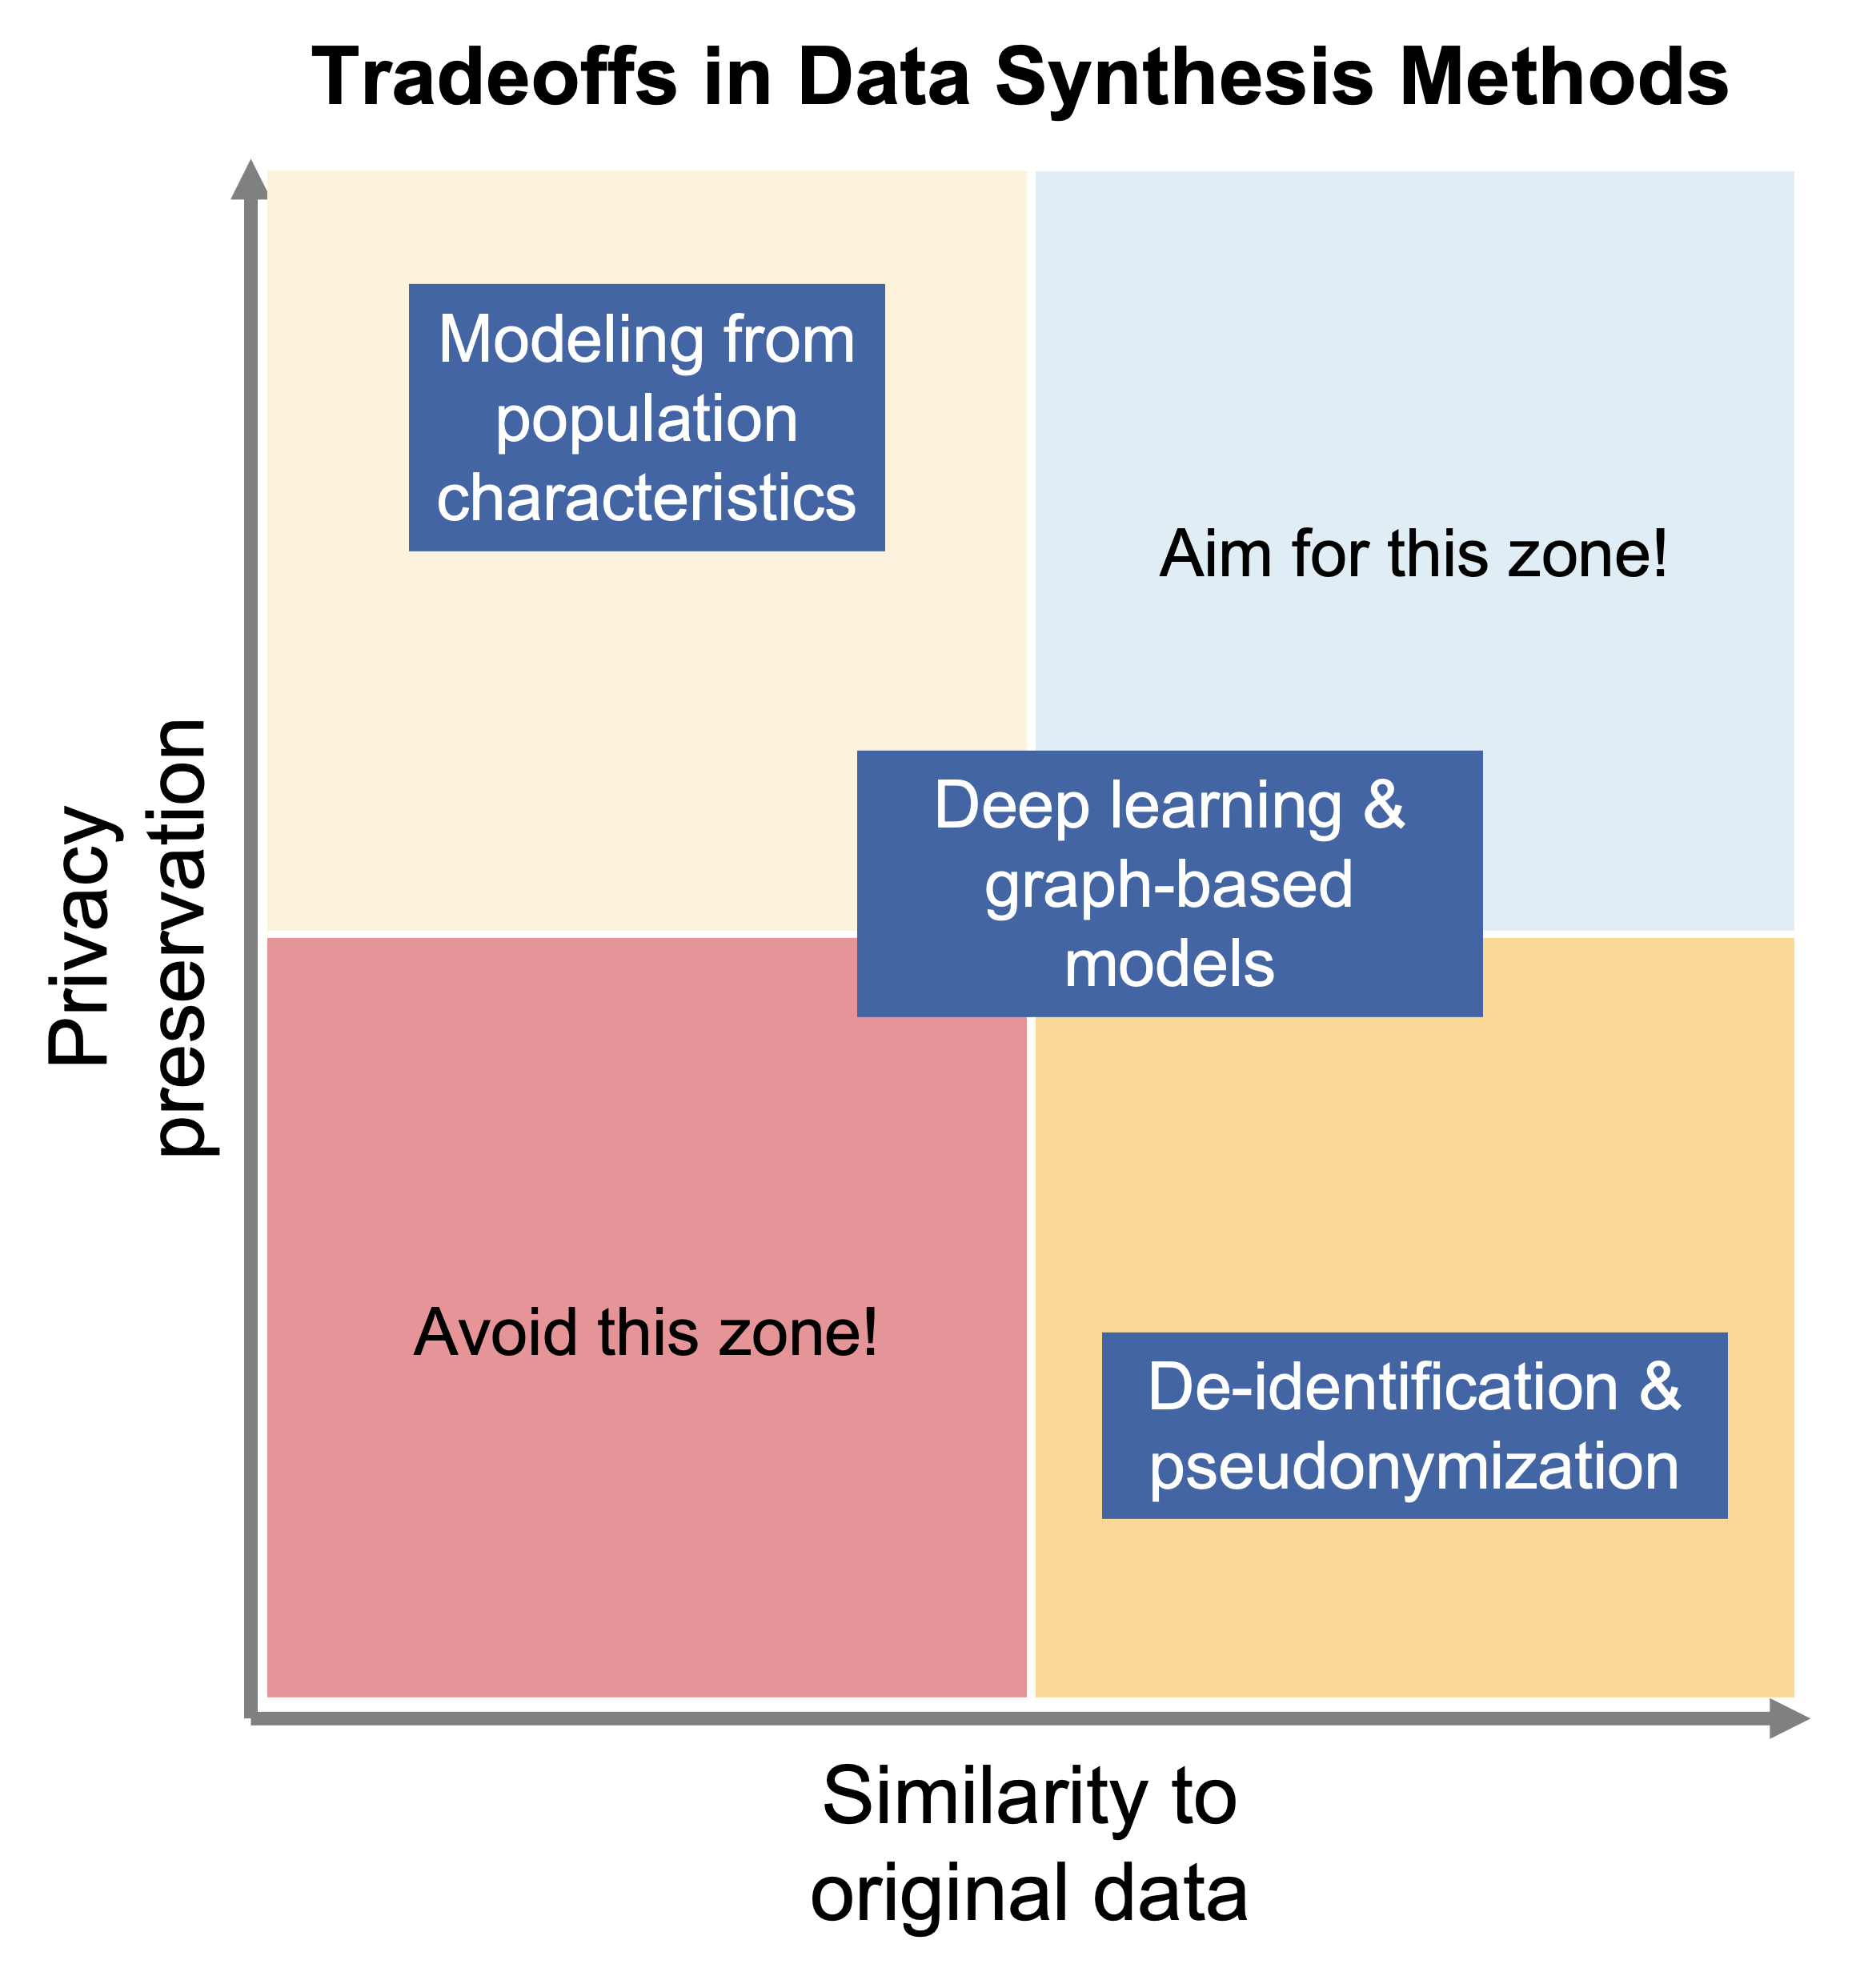 Tradeoffs in Data Synthesis Methods
Privacy
preservation
Modeling from
population
characteristics
Aim for this zone!
Deep learning &
graph-based
models
Avoid this zone!
De-identification &
pseudonymization
Similarity to
original data